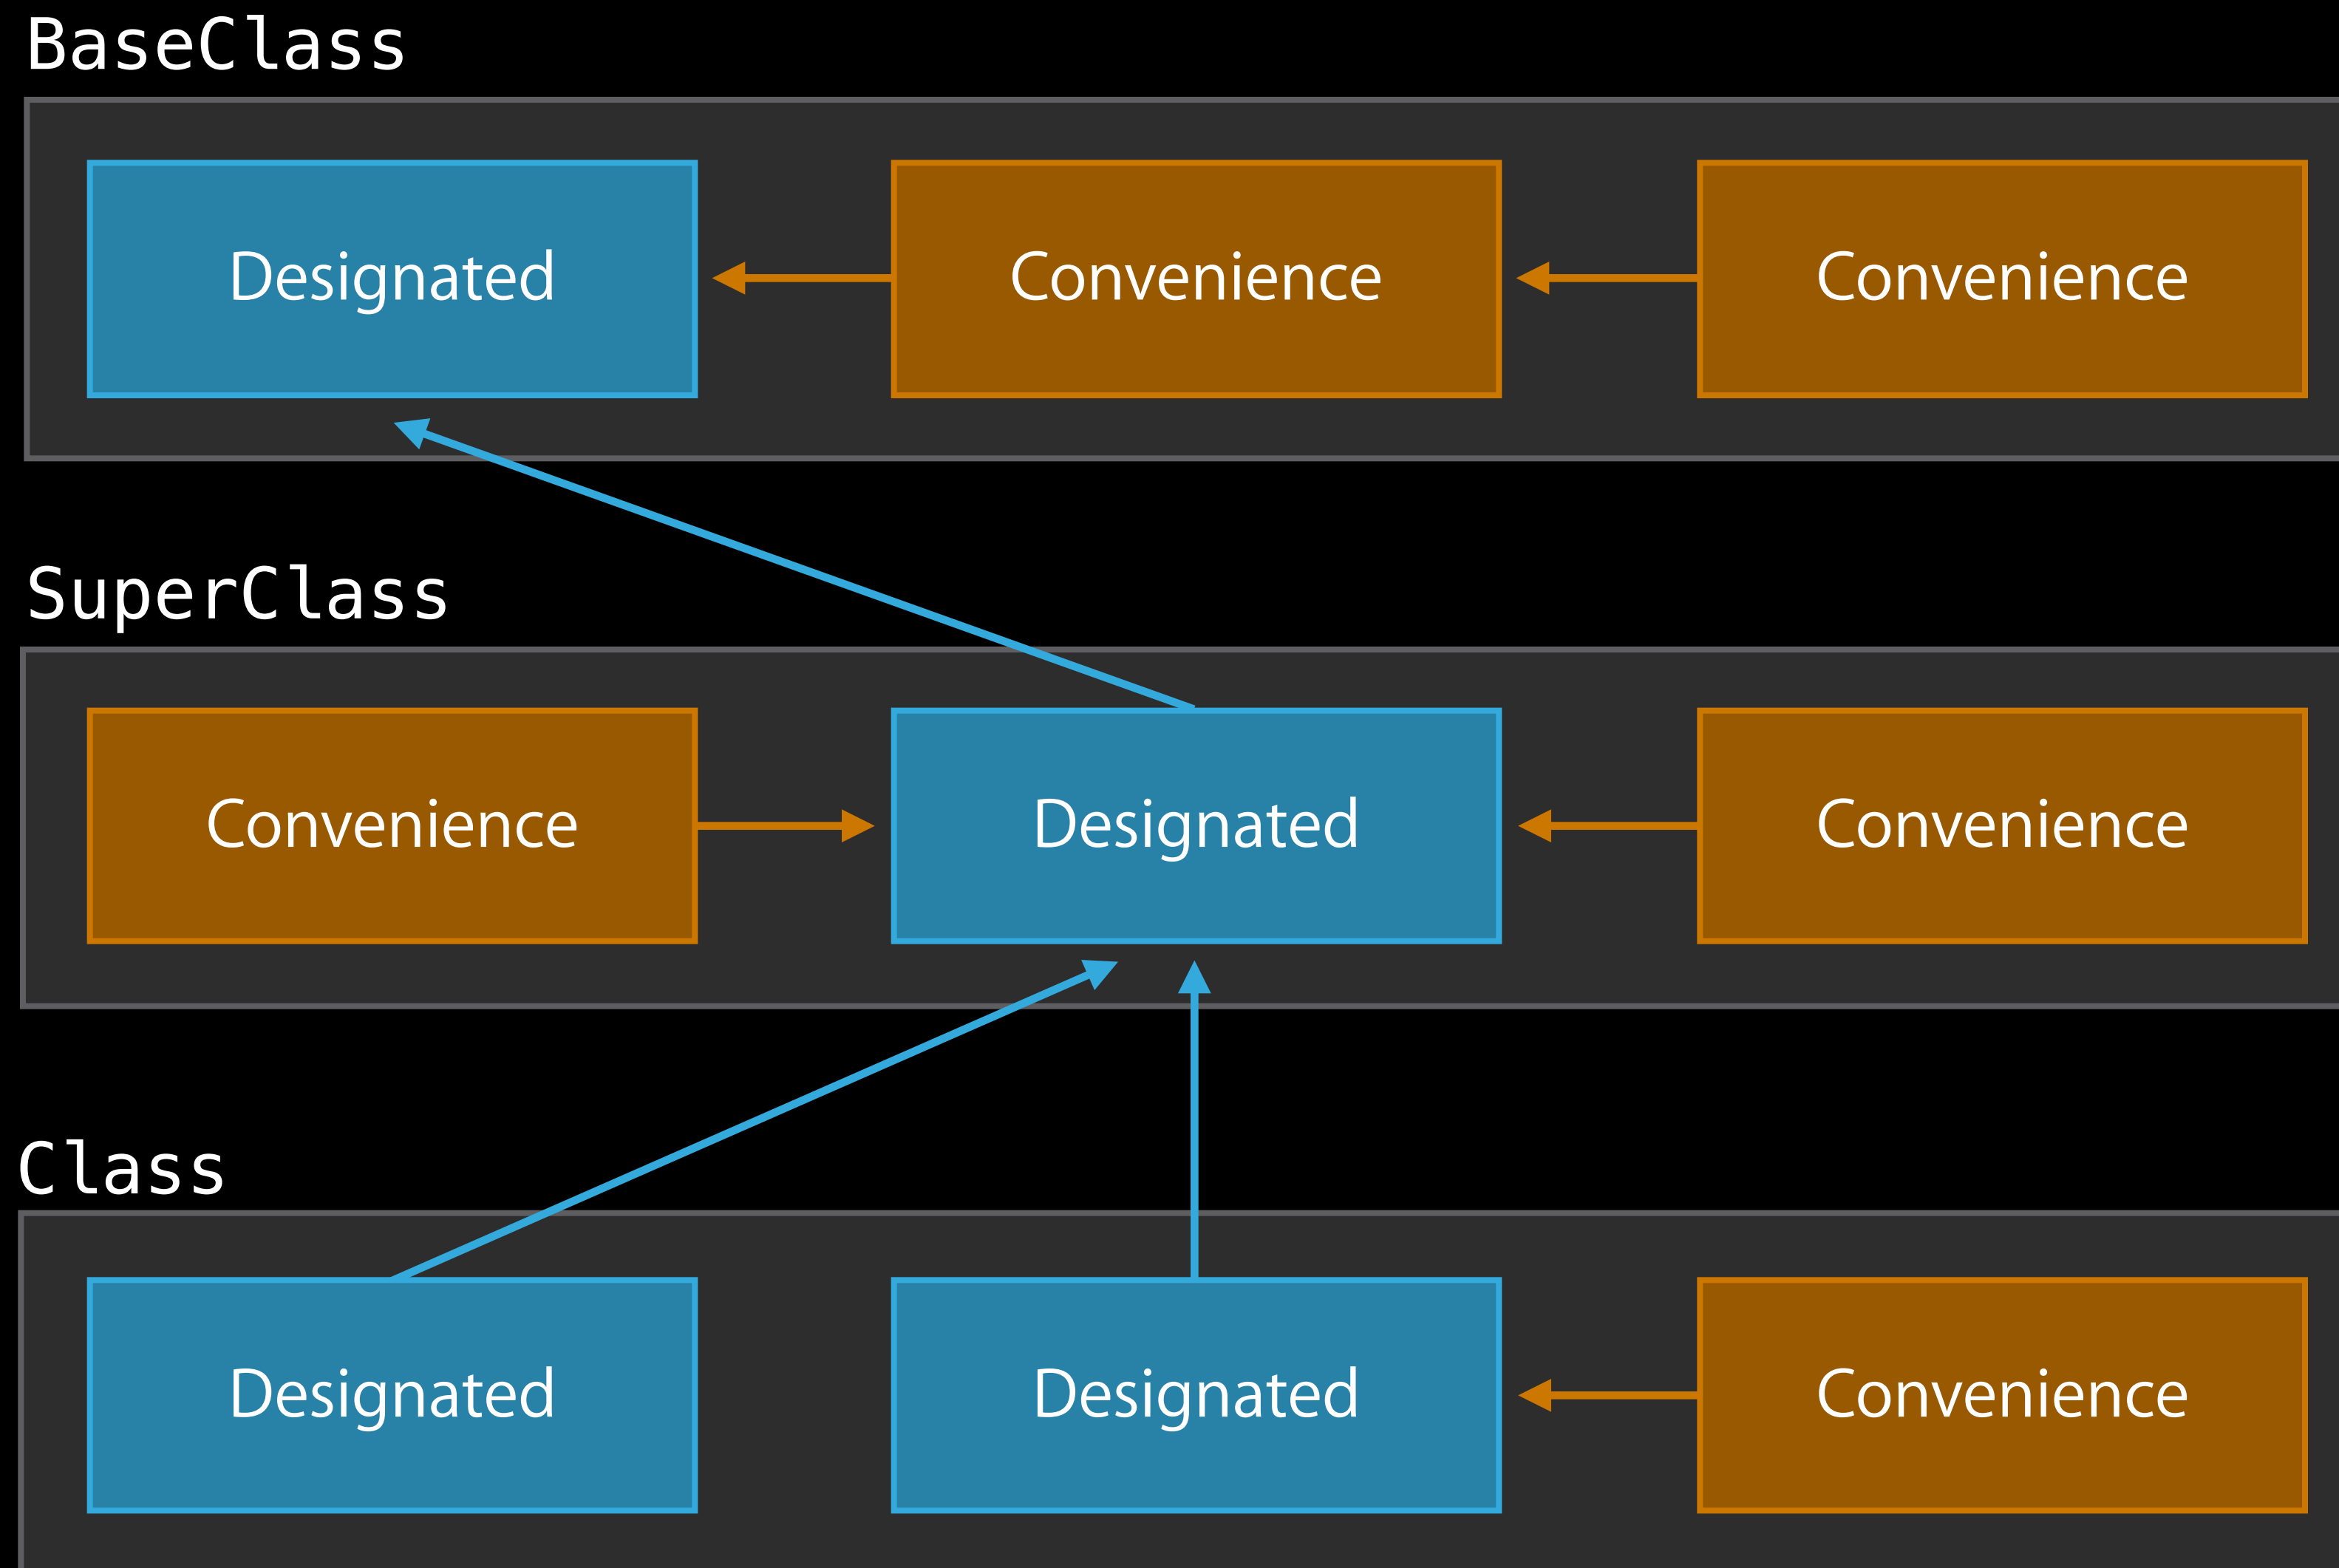 BaseClass
Designated
Convenience
Convenience
SuperClass
Convenience
Designated
Convenience
Class
Designated
Designated
Convenience